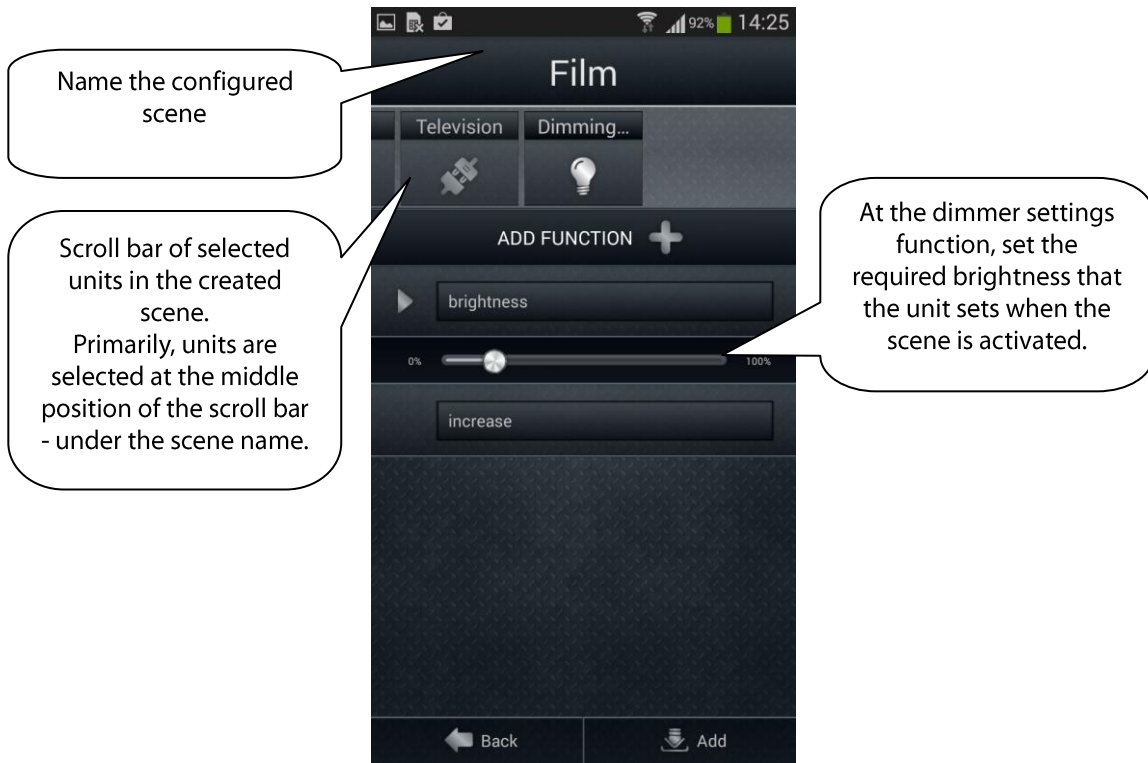 92% 14:25
Film
Television Dimming...
ADD FUNCTION
brightness
0% 100%
increase
Back Add
Name the configured
scene
Scroll bar of selected
units in the created
scene.
Primarily, units are
selected at the middle
position of the scroll bar
- under the scene name.
At the dimmer settings
function, set the
required brightness that
the unit sets when the
scene is activated.